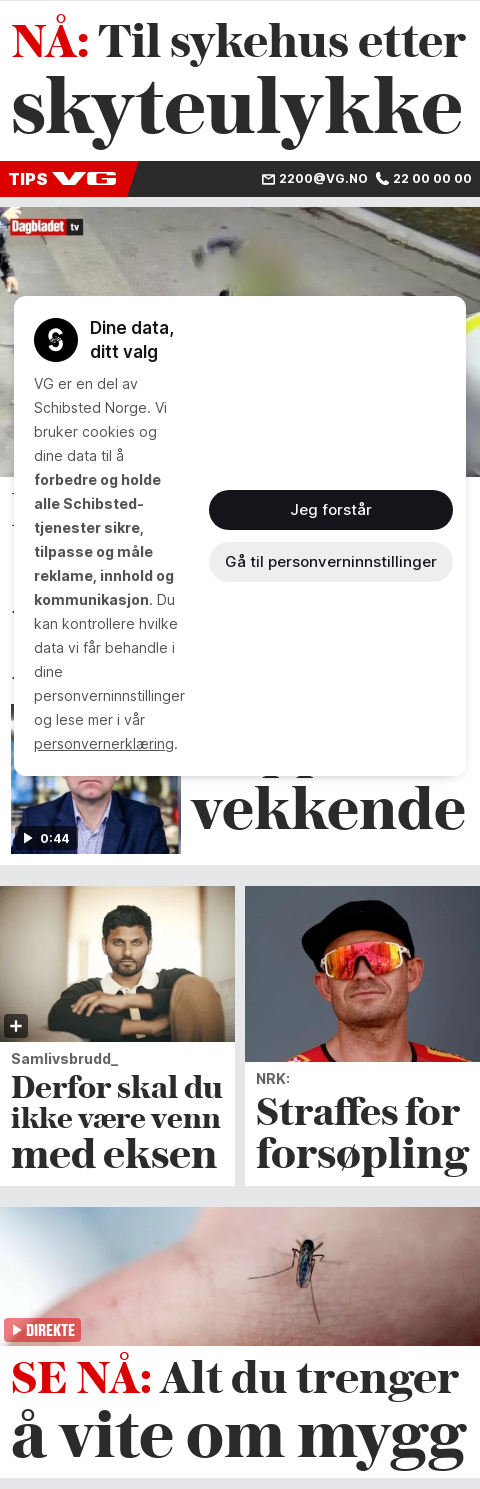 NÅ: Til sykehus etter
skyteulykke
TIPS VG
2200@VG.NO 22 00 00 00
Dagbladet tv
Dine data,
ditt valg
VG er en del av
Schibsted Norge. Vi
bruker cookies og
dine data til å
forbedre og holde
alle Schibsted-
tjenester sikre,
tilpasse og måle
reklame, innhold og
kommunikasjon. Du
kan kontrollere hvilke
data vi får behandle i
dine
personverninnstillinger
og lese mer i vår
personvernerklæring.
Jeg forstår
Gå til personverninnstillinger
vekkende
0:44
Samlivsbrudd_
Derfor skal du
ikke være venn
med eksen
NRK:
Straffes for
forsøpling
DIREKTE
SE NÅ: Alt du trenger
å vite om mygg